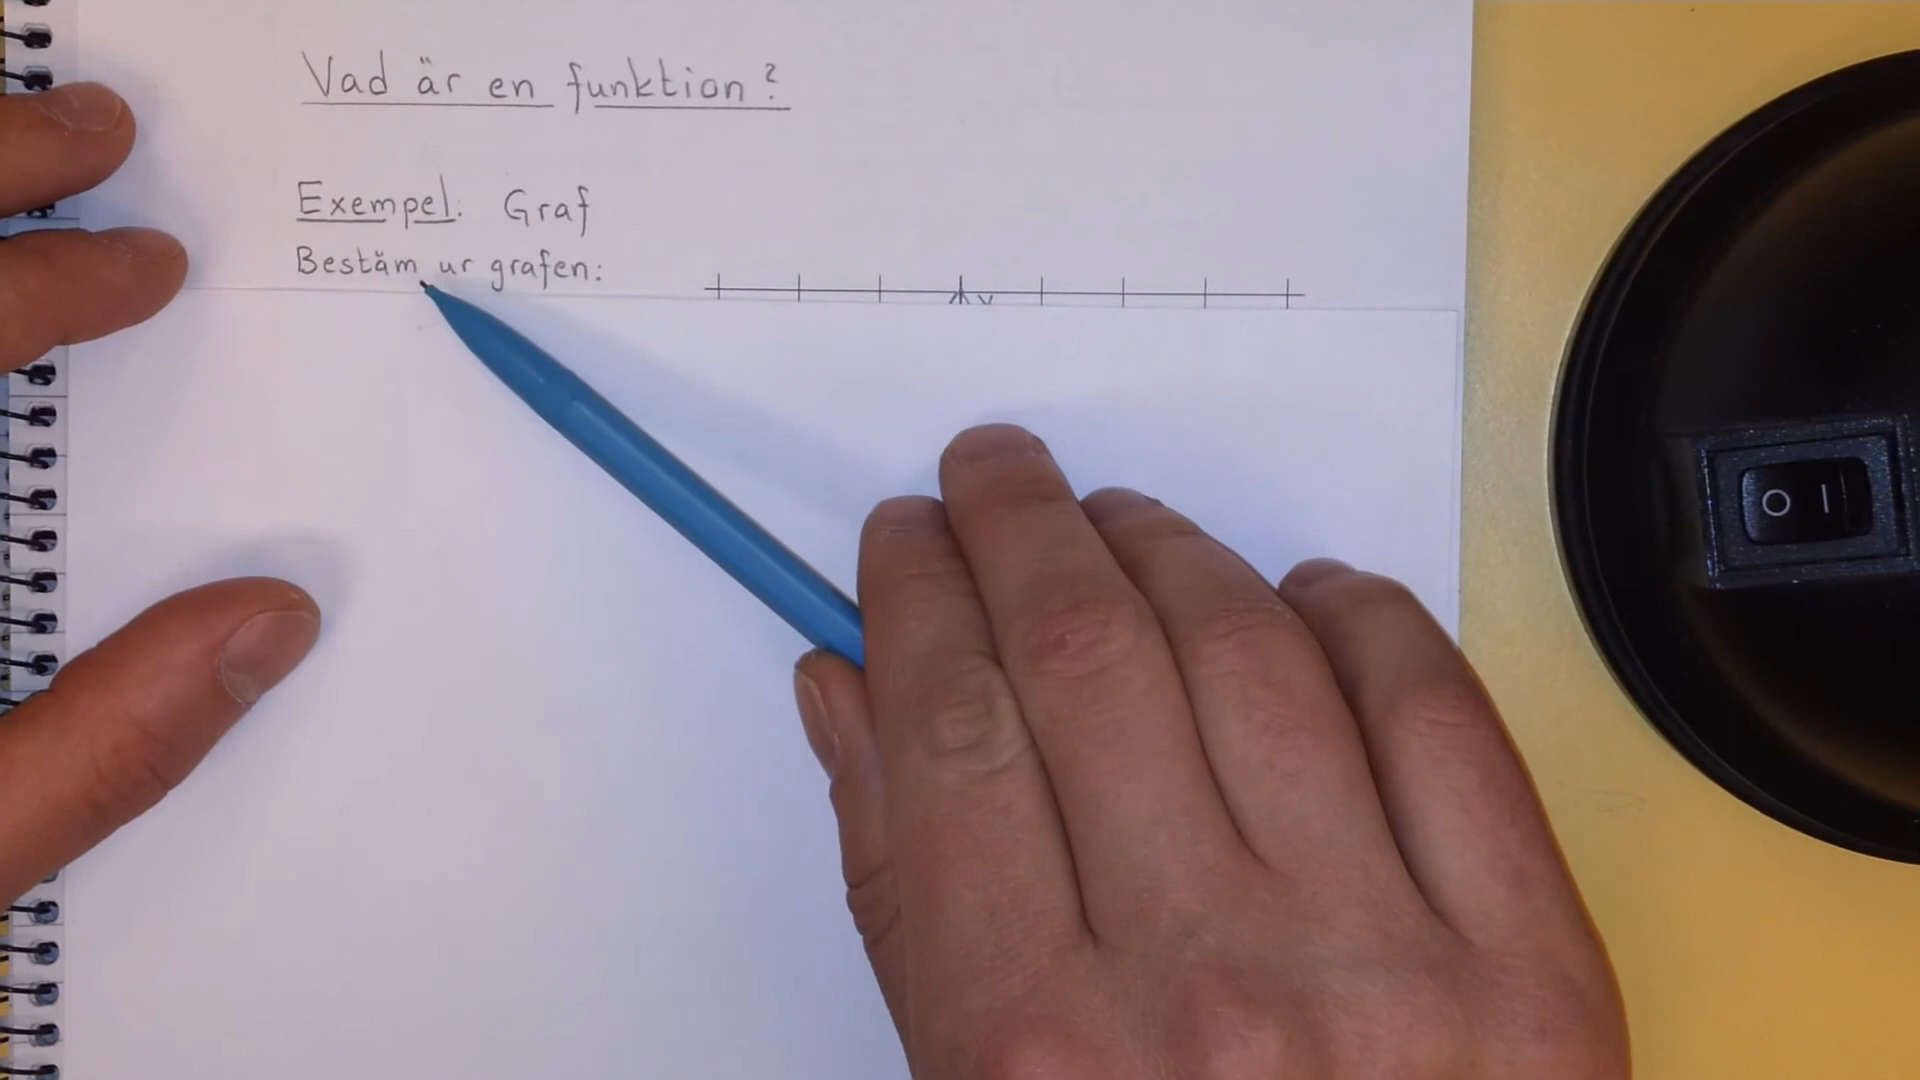 Vad är en funktion?
Exempel: Graf
Bestäm ur grafen:
y
O I